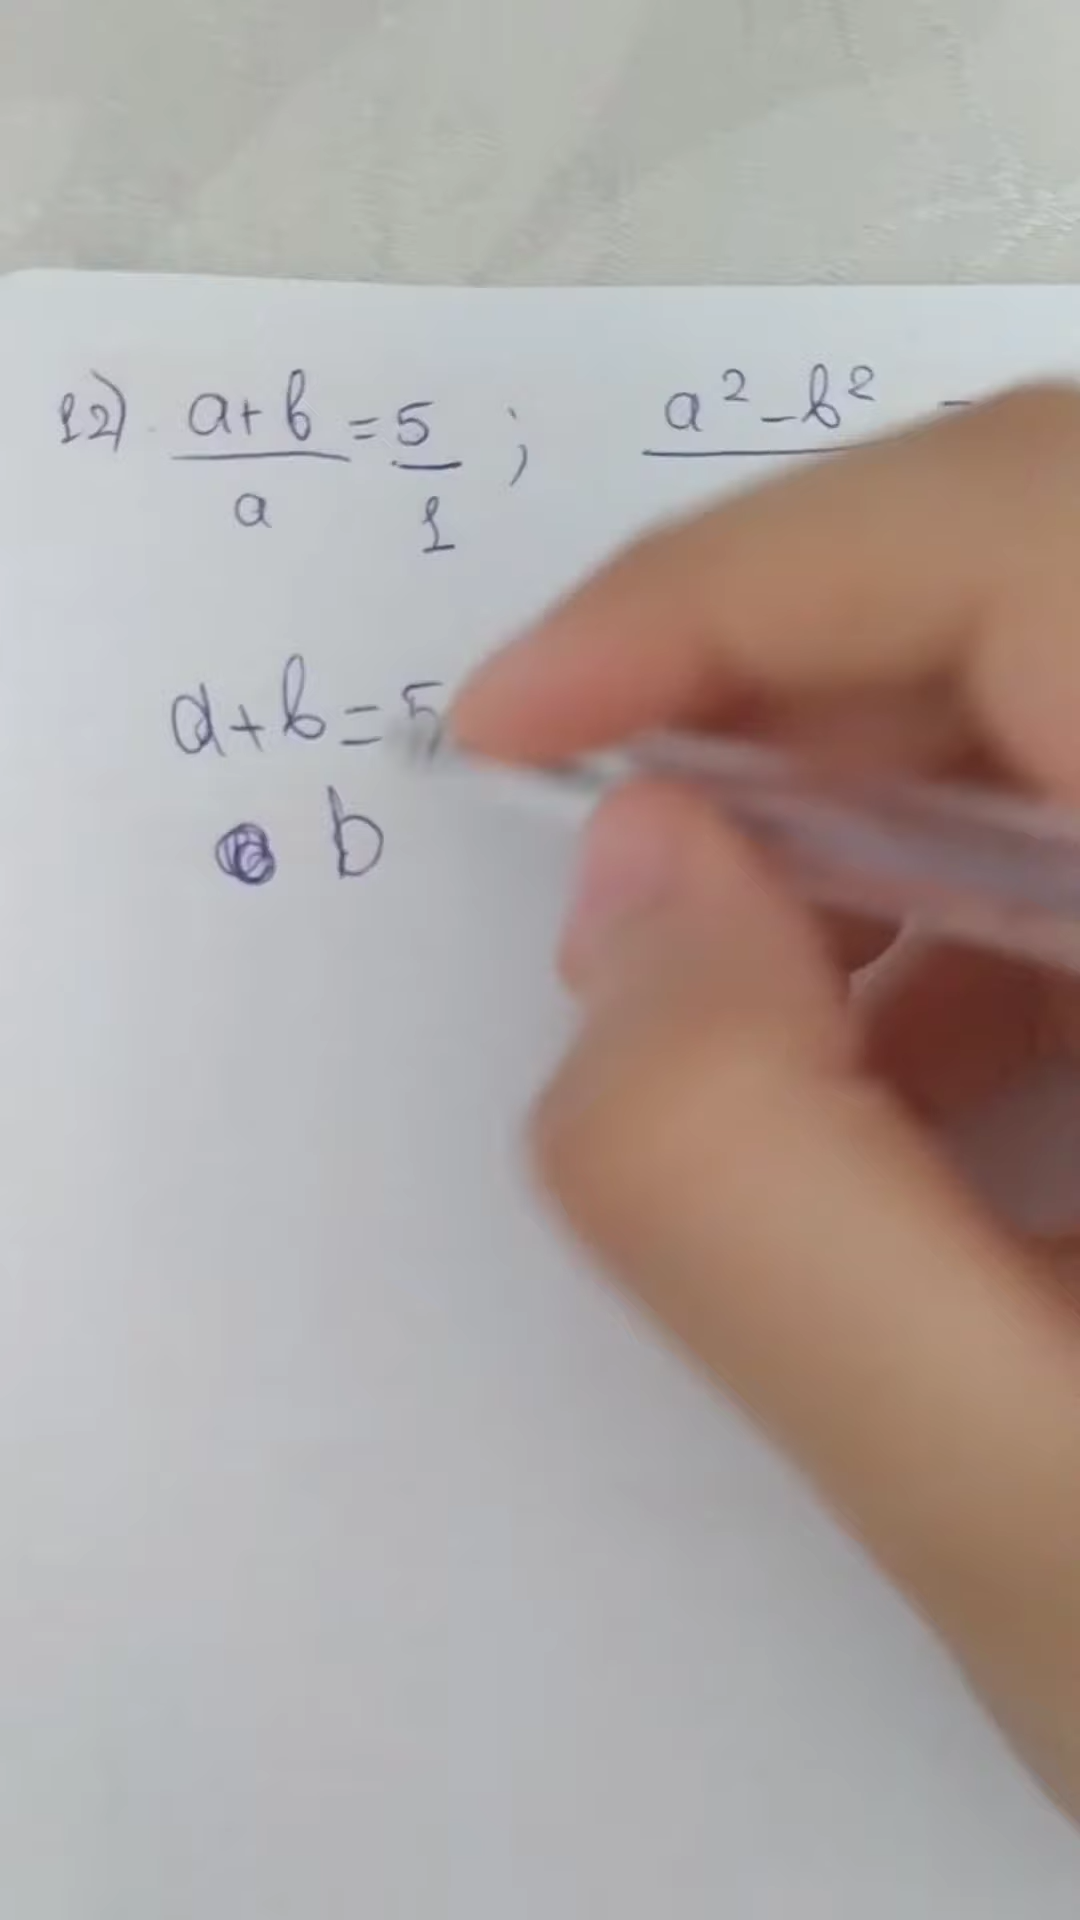 12) a+b/a = 5/1 ; a²-b²
a+b=5
b